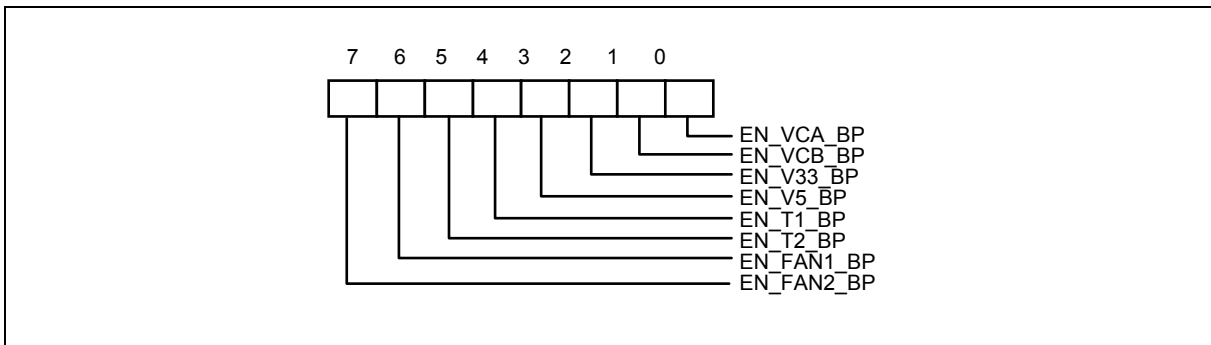 7 6 5 4 3 2 1 0
EN_VCA_BP
EN_VCB_BP
EN_V33_BP
EN_V5_BP
EN_T1_BP
EN_T2_BP
EN_FAN1_BP
EN_FAN2_BP